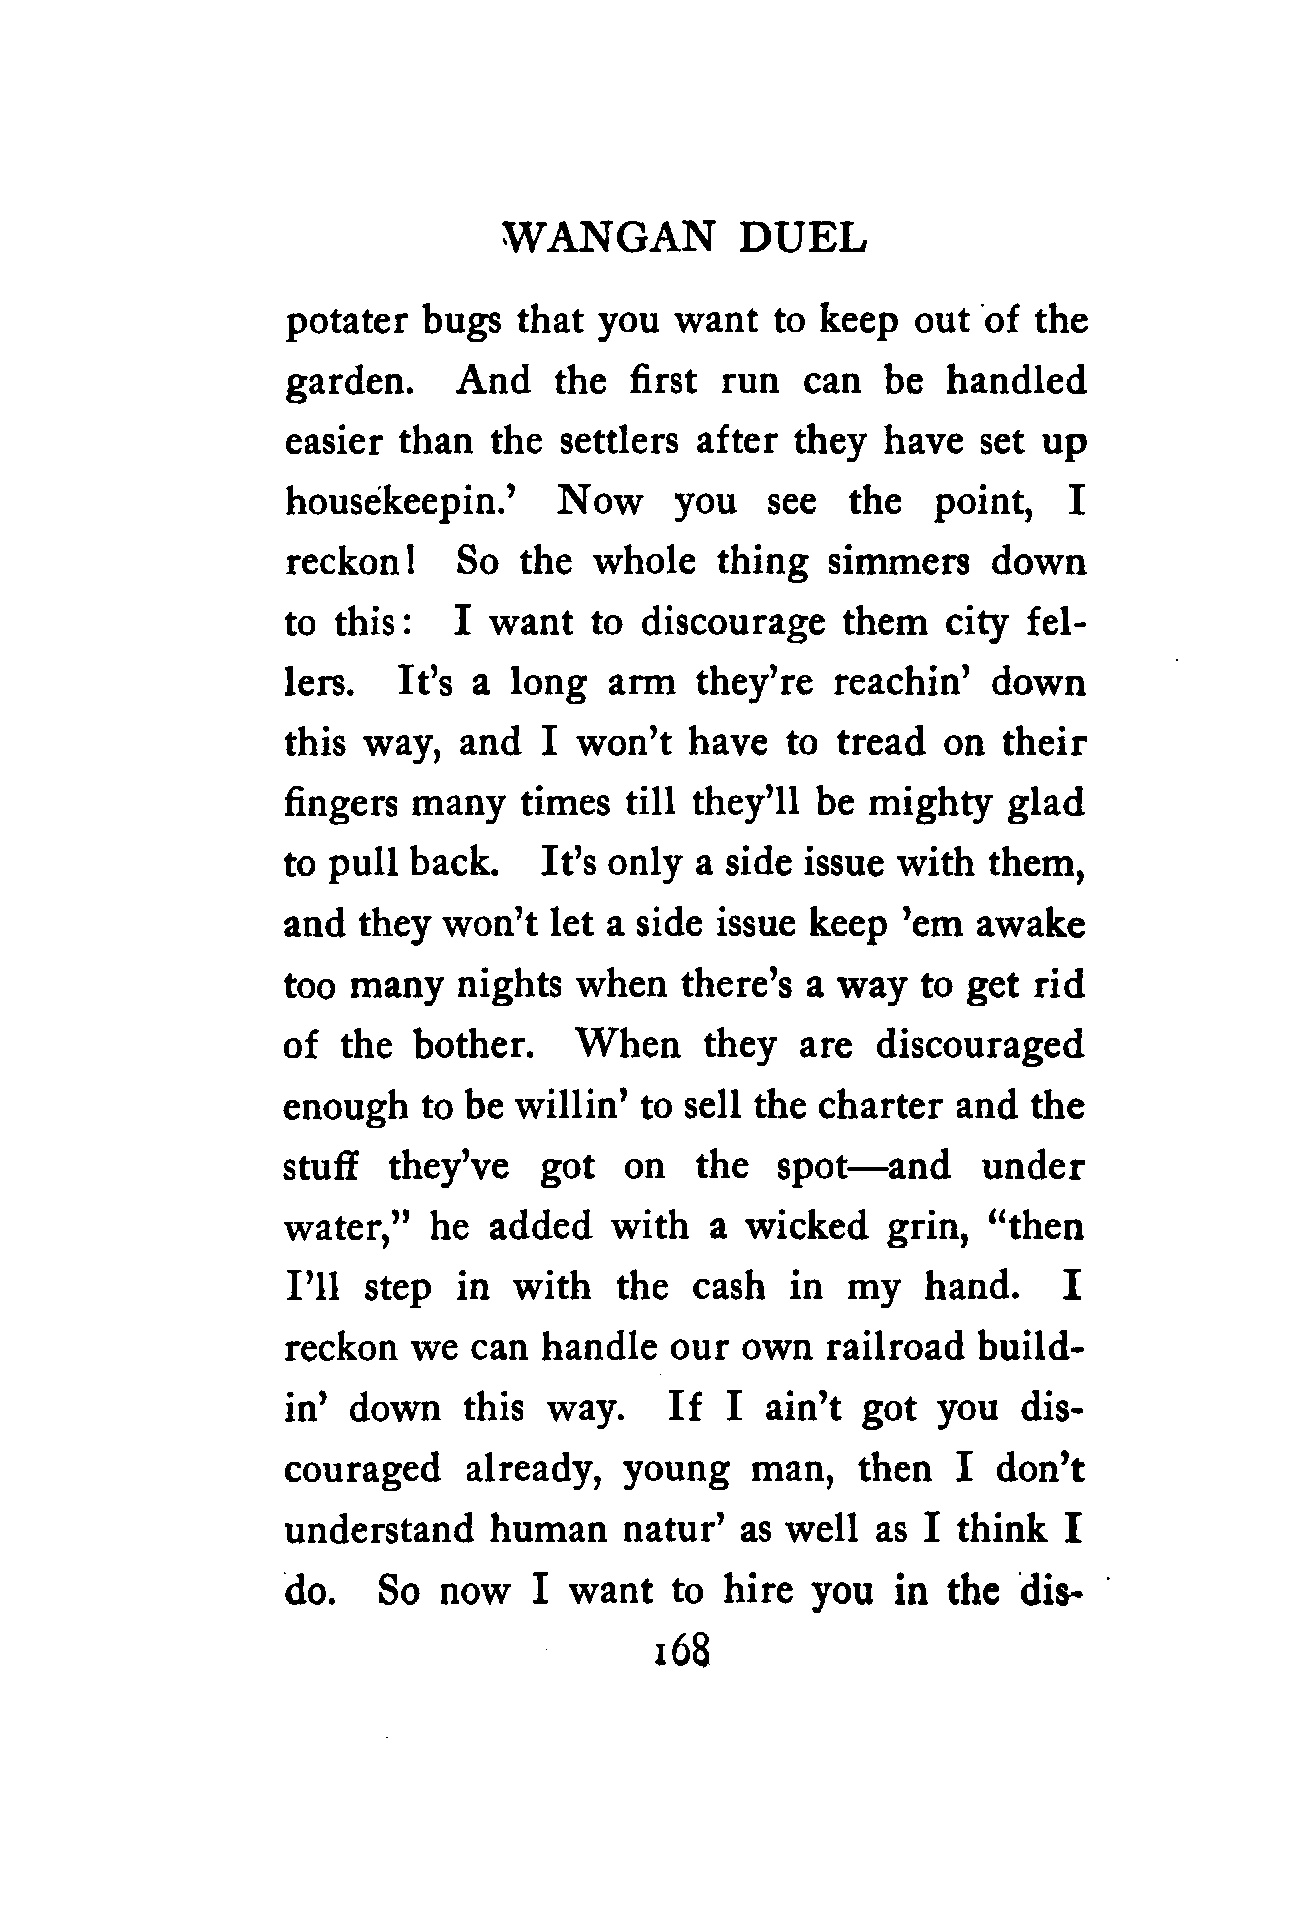 WANGAN DUEL
potater bugs that you want to keep out of the
garden. And the first run can be handled
easier than the settlers after they have set up
housekeepin.’ Now you see the point, I
reckon! So the whole thing simmers down
to this: I want to discourage them city fel-
lers. It’s a long arm they’re reachin’ down
this way, and I won’t have to tread on their
fingers many times till they’ll be mighty glad
to pull back. It’s only a side issue with them,
and they won’t let a side issue keep ’em awake
too many nights when there’s a way to get rid
of the bother. When they are discouraged
enough to be willin’ to sell the charter and the
stuff they’ve got on the spot—and under
water,” he added with a wicked grin, “then
I’ll step in with the cash in my hand. I
reckon we can handle our own railroad build-
in’ down this way. If I ain’t got you dis-
couraged already, young man, then I don’t
understand human natur’ as well as I think I
do. So now I want to hire you in the dis-
168